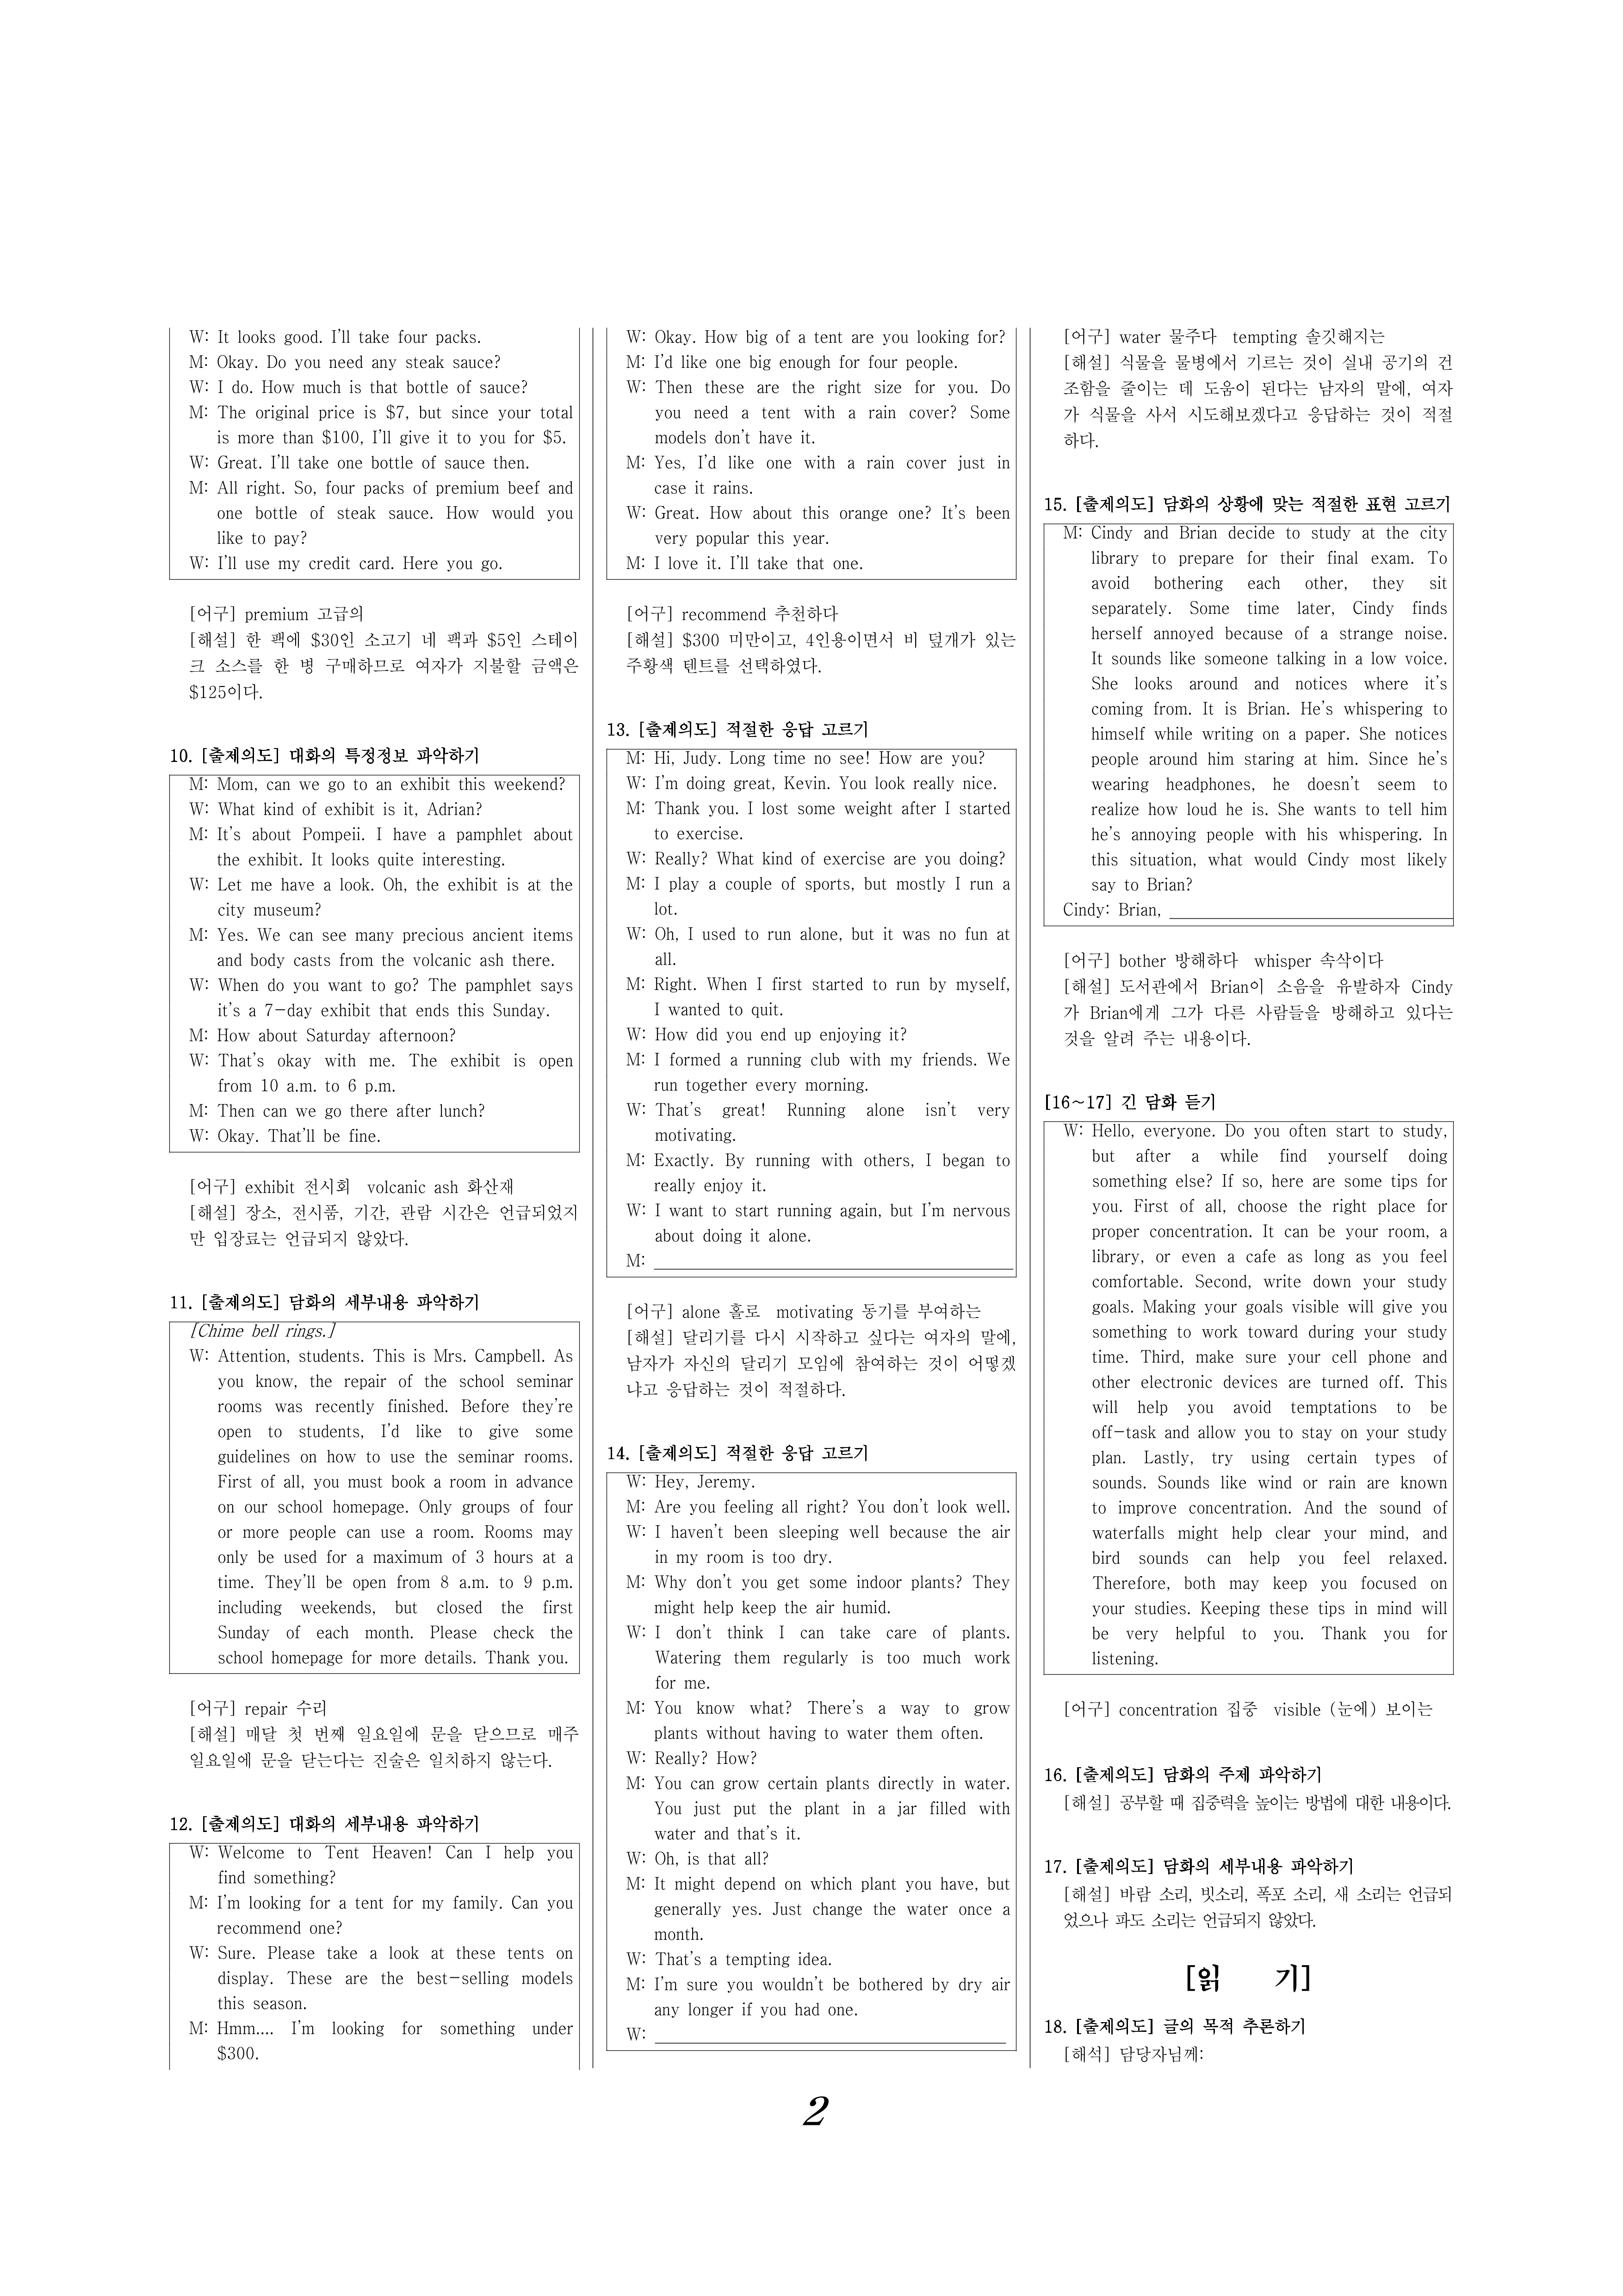 W: It looks good. I'll take four packs.
M: Okay. Do you need any steak sauce?
W: I do. How much is that bottle of sauce?
M: The original price is $7, but since your total
is more than $100, I'll give it to you for $5.
W: Great. I'll take one bottle of sauce then.
M: All right. So, four packs of premium beef and
one bottle of steak sauce. How would you
like to pay?
W: I'll use my credit card. Here you go.
[어구] premium 고급의
[해설] 한 팩에 $30인 소고기 네 팩과 $5인 스테이
크 소스를 한 병 구매하므로 여자가 지불할 금액은
$125이다.
10. [출제의도] 대화의 특정정보 파악하기
M: Mom, can we go to an exhibit this weekend?
W: What kind of exhibit is it, Adrian?
M: It's about Pompeii. I have a pamphlet about
the exhibit. It looks quite interesting.
W: Let me have a look. Oh, the exhibit is at the
city museum?
M: Yes. We can see many precious ancient items
and body casts from the volcanic ash there.
W: When do you want to go? The pamphlet says
it's a 7-day exhibit that ends this Sunday.
M: How about Saturday afternoon?
W: That's okay with me. The exhibit is open
from 10 a.m. to 6 p.m.
M: Then can we go there after lunch?
W: Okay. That'll be fine.
[어구] exhibit 전시회 volcanic ash 화산재
[해설] 장소, 전시품, 기간, 관람 시간은 언급되었지
만 입장료는 언급되지 않았다.
11. [출제의도] 담화의 세부내용 파악하기
[Chime bell rings.]
W: Attention, students. This is Mrs. Campbell. As
you know, the repair of the school seminar
rooms was recently finished. Before they're
open to students, I'd like to give some
guidelines on how to use the seminar rooms.
First of all, you must book a room in advance
on our school homepage. Only groups of four
or more people can use a room. Rooms may
only be used for a maximum of 3 hours at a
time. They'll be open from 8 a.m. to 9 p.m.
including weekends, but closed the first
Sunday of each month. Please check the
school homepage for more details. Thank you.
[어구] repair 수리
[해설] 매달 첫 번째 일요일에 문을 닫으므로 매주
일요일에 문을 닫는다는 진술은 일치하지 않는다.
12. [출제의도] 대화의 세부내용 파악하기
W: Welcome to Tent Heaven! Can I help you
find something?
M: I'm looking for a tent for my family. Can you
recommend one?
W: Sure. Please take a look at these tents on
display. These are the best-selling models
this season.
M: Hmm.... I'm looking for something under
$300.
W: Okay. How big of a tent are you looking for?
M: I'd like one big enough for four people.
W: Then these are the right size for you. Do
you need a tent with a rain cover? Some
models don't have it.
M: Yes, I'd like one with a rain cover just in
case it rains.
W: Great. How about this orange one? It's been
very popular this year.
M: I love it. I'll take that one.
[어구] recommend 추천하다
[해설] $300 미만이고, 4인용이면서 비 덮개가 있는
주황색 텐트를 선택하였다.
13. [출제의도] 적절한 응답 고르기
M: Hi, Judy. Long time no see! How are you?
W: I'm doing great, Kevin. You look really nice.
M: Thank you. I lost some weight after I started
to exercise.
W: Really? What kind of exercise are you doing?
M: I play a couple of sports, but mostly I run a
lot.
W: Oh, I used to run alone, but it was no fun at
all.
M: Right. When I first started to run by myself,
I wanted to quit.
W: How did you end up enjoying it?
M: I formed a running club with my friends. We
run together every morning.
W: That's great! Running alone isn't very
motivating.
M: Exactly. By running with others, I began to
really enjoy it.
W: I want to start running again, but I'm nervous
about doing it alone.
M:
[어구] alone 홀로 motivating 동기를 부여하는
[해설] 달리기를 다시 시작하고 싶다는 여자의 말에,
남자가 자신의 달리기 모임에 참여하는 것이 어떻겠
냐고 응답하는 것이 적절하다.
14. [출제의도] 적절한 응답 고르기
W: Hey, Jeremy.
M: Are you feeling all right? You don't look well.
W: I haven't been sleeping well because the air
in my room is too dry.
M: Why don't you get some indoor plants? They
might help keep the air humid.
W: I don't think I can take care of plants.
Watering them regularly is too much work
for me.
M: You know what? There's a way to grow
plants without having to water them often.
W: Really? How?
M: You can grow certain plants directly in water.
You just put the plant in a jar filled with
water and that's it.
W: Oh, is that all?
M: It might depend on which plant you have, but
generally yes. Just change the water once a
month.
W: That's a tempting idea.
M: I'm sure you wouldn't be bothered by dry air
any longer if you had one.
W:
[어구] water 물주다 tempting 솔깃해지는
[해설] 식물을 물병에서 기르는 것이 실내 공기의 건
조함을 줄이는 데 도움이 된다는 남자의 말에, 여자
가 식물을 사서 시도해보겠다고 응답하는 것이 적절
하다.
15. [출제의도] 담화의 상황에 맞는 적절한 표현 고르기
M: Cindy and Brian decide to study at the city
library to prepare for their final exam. To
avoid bothering each other, they sit
separately. Some time later, Cindy finds
herself annoyed because of a strange noise.
It sounds like someone talking in a low voice.
She looks around and notices where it's
coming from. It is Brian. He's whispering to
himself while writing on a paper. She notices
people around him staring at him. Since he's
wearing headphones, he doesn't seem to
realize how loud he is. She wants to tell him
he's annoying people with his whispering. In
this situation, what would Cindy most likely
say to Brian?
Cindy: Brian,
[어구] bother 방해하다 whisper 속삭이다
[해설] 도서관에서 Brian이 소음을 유발하자 Cindy
가 Brian에게 그가 다른 사람들을 방해하고 있다는
것을 알려 주는 내용이다.
[16~17] 긴 담화 듣기
W: Hello, everyone. Do you often start to study,
but after a while find yourself doing
something else? If so, here are some tips for
you. First of all, choose the right place for
proper concentration. It can be your room, a
library, or even a cafe as long as you feel
comfortable. Second, write down your study
goals. Making your goals visible will give you
something to work toward during your study
time. Third, make sure your cell phone and
other electronic devices are turned off. This
will help you avoid temptations to be
off-task and allow you to stay on your study
plan. Lastly, try using certain types of
sounds. Sounds like wind or rain are known
to improve concentration. And the sound of
waterfalls might help clear your mind, and
bird sounds can help you feel relaxed.
Therefore, both may keep you focused on
your studies. Keeping these tips in mind will
be very helpful to you. Thank you for
listening.
[어구] concentration 집중 visible (눈에) 보이는
16. [출제의도] 담화의 주제 파악하기
[해설] 공부할 때 집중력을 높이는 방법에 대한 내용이다.
17. [출제의도] 담화의 세부내용 파악하기
[해설] 바람 소리, 빗소리, 폭포 소리, 새 소리는 언급되
었으나 파도 소리는 언급되지 않았다.
[읽 기]
18. [출제의도] 글의 목적 추론하기
[해석] 담당자님께:
2